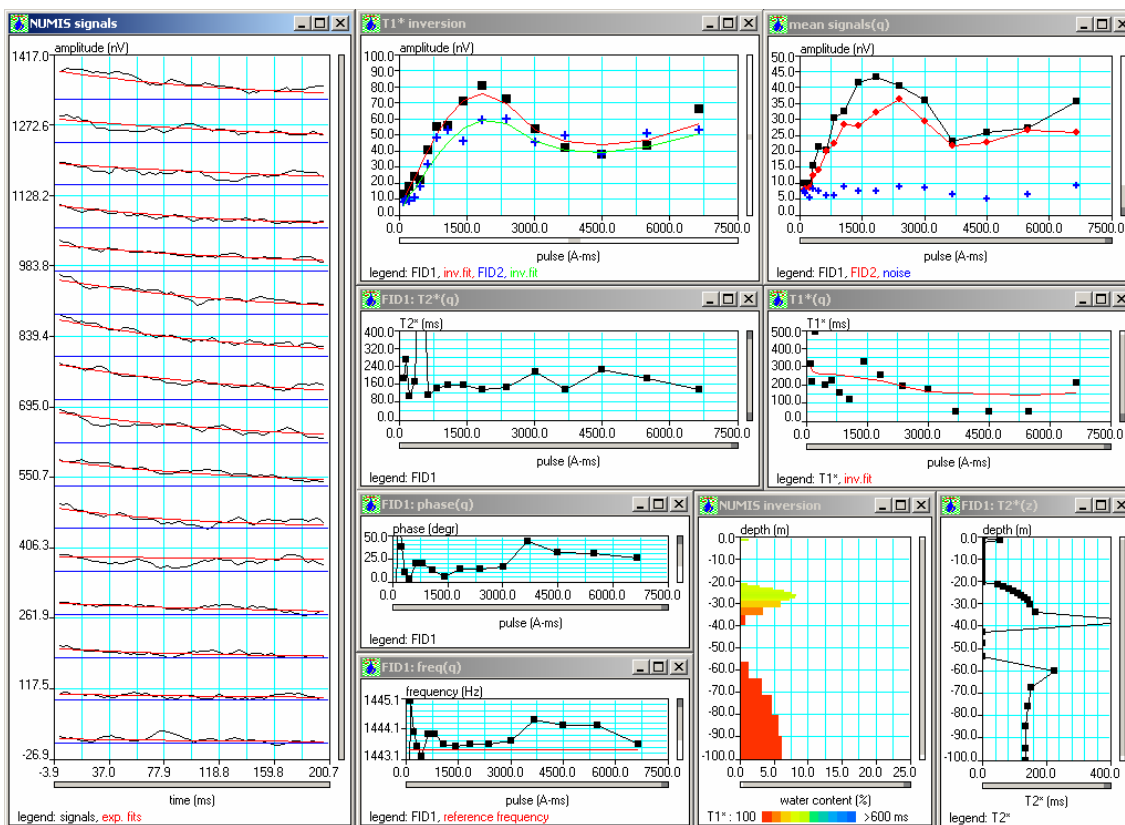 NUMIS signals
amplitude (nV)
1417.0
1272.6
1128.2
983.8
839.4
695.0
550.7
406.3
261.9
117.5
-26.9
-3.9 37.0 77.9 118.8 159.8 200.7
time (ms)
legend: signals, exp. fits
T1* inversion
amplitude (nV)
100.0
90.0
80.0
70.0
60.0
50.0
40.0
30.0
20.0
10.0
0.0
0.0 1500.0 3000.0 4500.0 6000.0 7500.0
pulse (A-ms)
legend: FID1, inv.fit, FID2, inv.fit
mean signals(q)
amplitude (nV)
50.0
45.0
40.0
35.0
30.0
25.0
20.0
15.0
10.0
5.0
0.0
0.0 1500.0 3000.0 4500.0 6000.0 7500.0
pulse (A-ms)
legend: FID1, FID2, noise
FID1: T2*(q)
T2* (ms)
400.0
320.0
240.0
160.0
80.0
0.0
0.0 1500.0 3000.0 4500.0 6000.0 7500.0
pulse (A-ms)
legend: FID1
T1*(q)
T1* (ms)
500.0
400.0
300.0
200.0
100.0
0.0
0.0 1500.0 3000.0 4500.0 6000.0 7500.0
pulse (A-ms)
legend: T1*, inv.fit
FID1: phase(q)
phase (degr)
50.0
25.0
0.0
0.0 1500.0 3000.0 4500.0 6000.0 7500.0
pulse (A-ms)
legend: FID1
FID1: freq(q)
frequency (Hz)
1445.1
1444.1
1443.1
0.0 1500.0 3000.0 4500.0 6000.0 7500.0
pulse (A-ms)
legend: FID1, reference frequency
NUMIS inversion
depth (m)
0.0
-10.0
-20.0
-30.0
-40.0
-50.0
-60.0
-70.0
-80.0
-90.0
-100.0
0.0 5.0 10.0 15.0 20.0 25.0
water content (%)
T1* : 100 >600 ms
FID1: T2*(z)
depth (m)
0.0
-20.0
-40.0
-60.0
-80.0
-100.0
0.0 200.0 400.0
T2* (ms)
legend: T2*